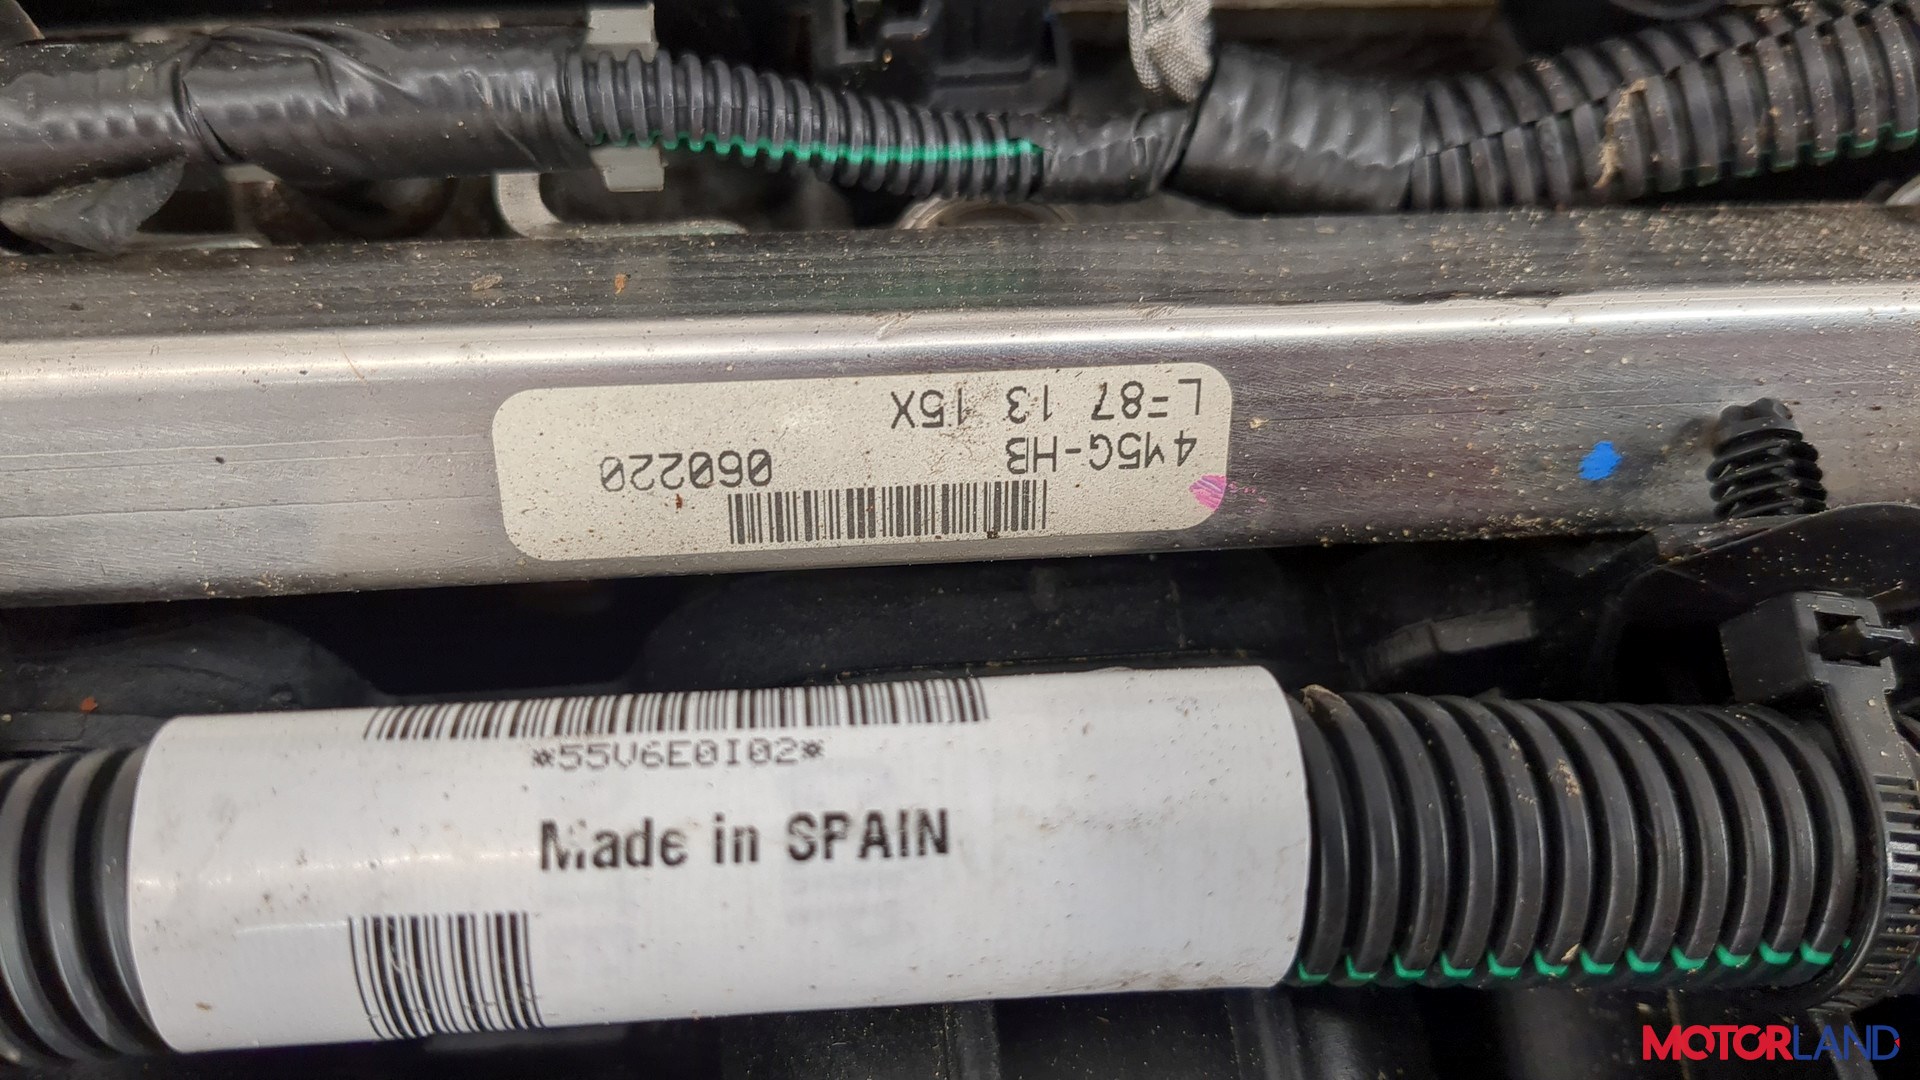 L=87 13 15X
4M5G-HB
060220
*55V6E0I02*
Made in SPAIN
MOTORLAND